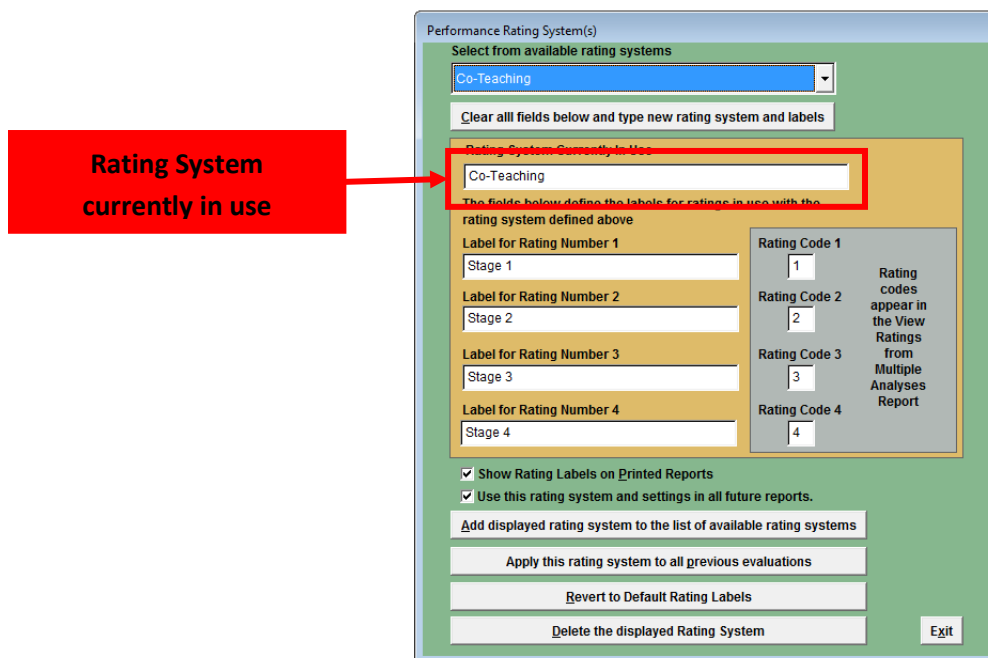 Performance Rating System(s)
Select from available rating systems
Co-Teaching
Clear alll fields below and type new rating system and labels
Rating System
currently in use
Rating System Currently In Use
Co-Teaching
The fields below define the labels for ratings in use with the
rating system defined above
Label for Rating Number 1
Stage 1
Rating Code 1
1
Label for Rating Number 2
Stage 2
Rating Code 2
2
Label for Rating Number 3
Stage 3
Rating Code 3
3
Label for Rating Number 4
Stage 4
Rating Code 4
4
Rating
codes
appear in
the View
Ratings
from
Multiple
Analyses
Report
Show Rating Labels on Printed Reports
Use this rating system and settings in all future reports.
Add displayed rating system to the list of available rating systems
Apply this rating system to all previous evaluations
Revert to Default Rating Labels
Delete the displayed Rating System
Exit